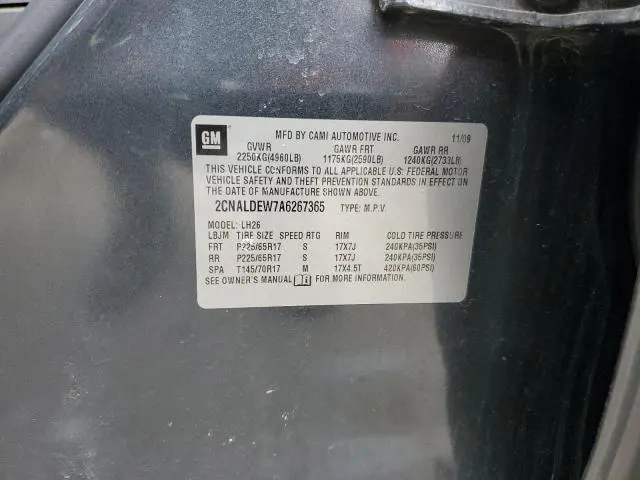 GM MFD BY CAMI AUTOMOTIVE INC. 11/09
GVWR GAWR FRT GAWR RR
2250KG(4960LB) 1175KG(2590LB) 1240KG(2733LB)
THIS VEHICLE CONFORMS TO ALL APPLICABLE U.S. FEDERAL MOTOR
VEHICLE SAFETY AND THEFT PREVENTION STANDARDS IN EFFECT ON
THE DATE OF MANUFACTURE SHOWN ABOVE.
2CNALDEW7A6267365 TYPE: M.P.V.
MODEL: LH26
LBJM TIRE SIZE SPEED RTG RIM COLD TIRE PRESSURE
FRT P225/65R17 S 17X7J 240KPA(35PSI)
RR P225/65R17 S 17X7J 240KPA(35PSI)
SPA T145/70R17 M 17X4.5T 420KPA(60PSI)
SEE OWNER'S MANUAL FOR MORE INFORMATION.